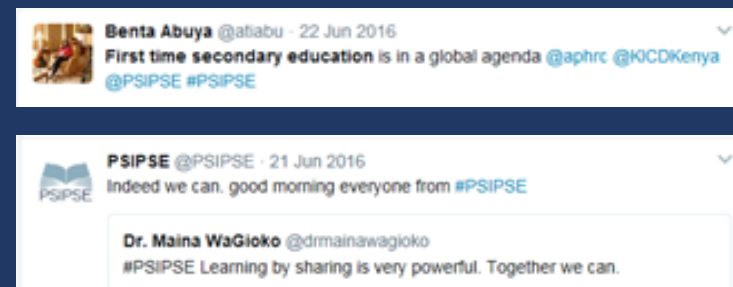 Benta Abuya @atiabu · 22 Jun 2016
First time secondary education is in a global agenda @aphrc @KICDKenya
@PSIPSE #PSIPSE
PSIPSE @PSIPSE · 21 Jun 2016
PSIPSE
Indeed we can. good morning everyone from #PSIPSE
Dr. Maina WaGioko @drmainawagioko
#PSIPSE Learning by sharing is very powerful. Together we can.